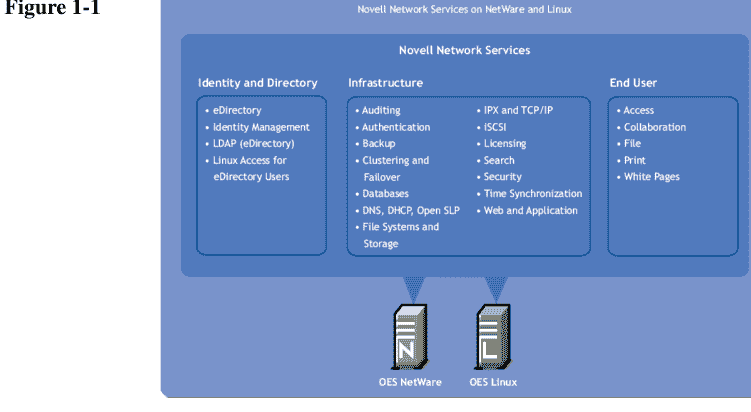 Figure 1-1
Novell Network Services on NetWare and Linux
Novell Network Services
Identity and Directory
• eDirectory
• Identity Management
• LDAP (eDirectory)
• Linux Access for
eDirectory Users
Infrastructure
• Auditing
• Authentication
• Backup
• Clustering and
Failover
• Databases
• DNS, DHCP, Open SLP
• File Systems and
Storage
• IPX and TCP/IP
• iSCSI
• Licensing
• Search
• Security
• Time Synchronization
• Web and Application
End User
• Access
• Collaboration
• File
• Print
• White Pages
N
L
OES NetWare
OES Linux